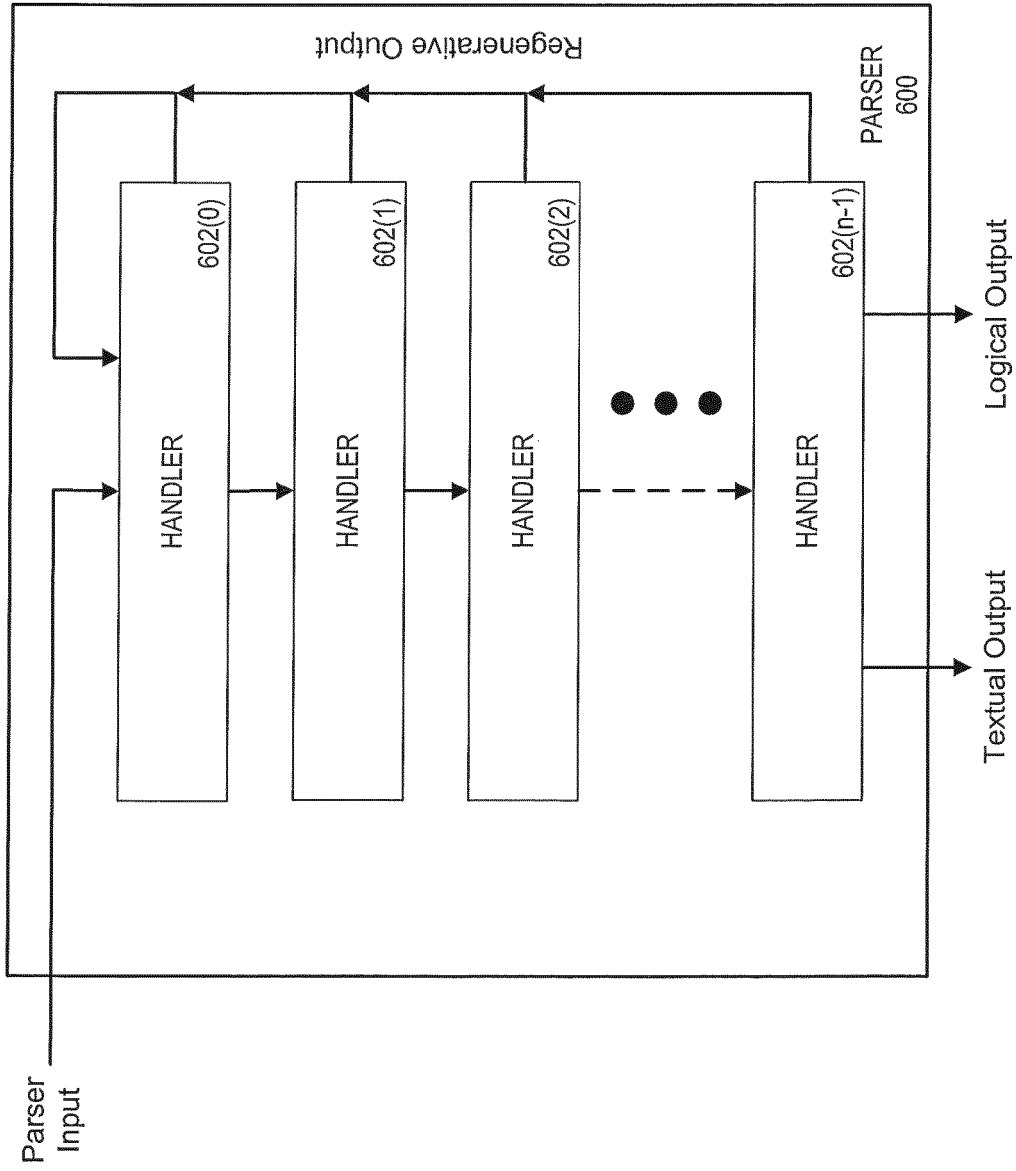 Parser
Input
Regenerative Output
HANDLER
602(0)
HANDLER
602(1)
HANDLER
602(2)
HANDLER
602(n-1)
PARSER
600
Textual Output
Logical Output